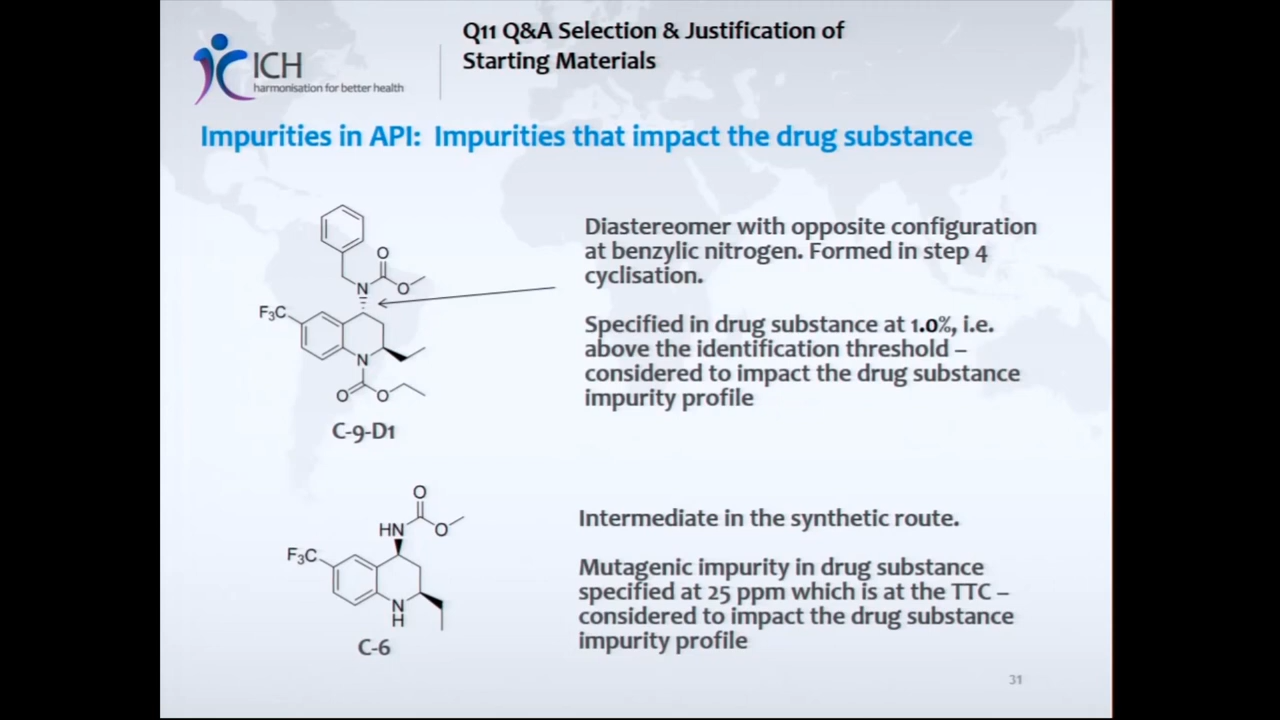 Q11 Q&A Selection & Justification of
Starting Materials
ICH
harmonisation for better health
Impurities in API: Impurities that impact the drug substance
Diastereomer with opposite configuration
at benzylic nitrogen. Formed in step 4
cyclisation.
Specified in drug substance at 1.0%, i.e.
above the identification threshold –
considered to impact the drug substance
impurity profile
O
N
O
F3C
N
O
O
C-9-D1
O
HN
O
F3C
N
H
C-6
Intermediate in the synthetic route.
Mutagenic impurity in drug substance
specified at 25 ppm which is at the TTC –
considered to impact the drug substance
impurity profile
31